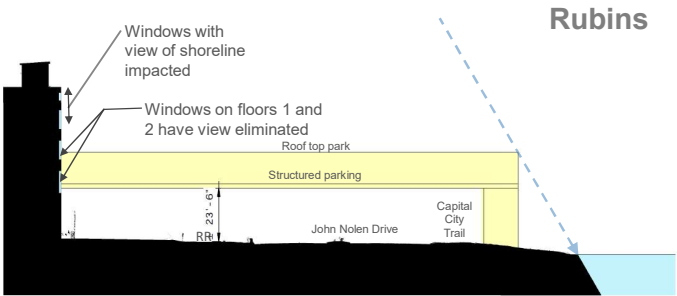 Rubins
Windows with
view of shoreline
impacted
Windows on floors 1 and
2 have view eliminated
Roof top park
Structured parking
23'-6"
RR
John Nolen Drive
Capital
City
Trail